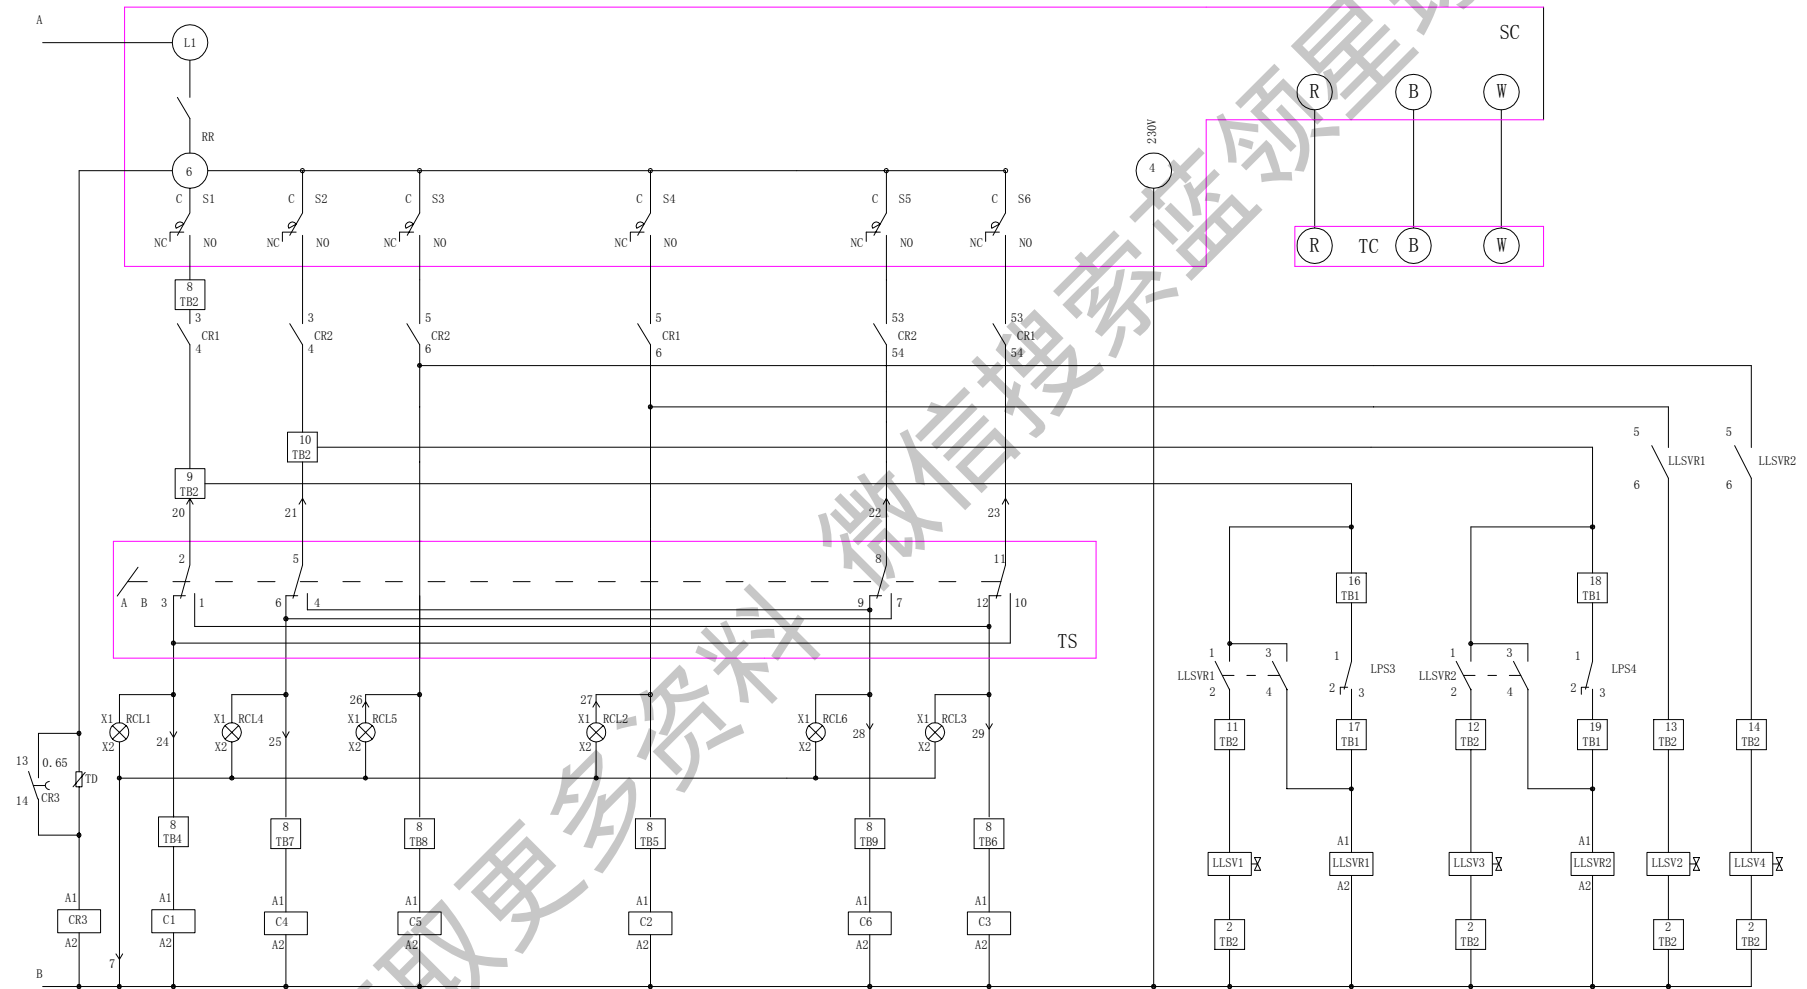 A
L1
SC
R B W
230V
RR
6
4
C S1 C S2 C S3 C S4 C S5 C S6
NC NO NC NO NC NO NC NO NC NO NC NO
R TC B W
8
TB2
3 3 5 5 53 53
CR1 CR2 CR2 CR1 CR2 CR1
4 4 6 6 54 54
10
TB2
5 5
LLSVR1 LLSVR2
6 6
9
TB2
20 21 22 23
2 5 8 11
A B 3 1 6 4 9 7 12 10
TS
16 18
TB1 TB1
1 3 1 1 3 1
LLSVR1 LPS3 LLSVR2 LPS4
2 4 2 3 2 4 2 3
26 27
X1 RCL1 X1 RCL4 X1 RCL5 X1 RCL2 X1 RCL6 X1 RCL3
24 25 28 29
X2 X2 X2 X2 X2 X2
11 17 12 19 13 14
TB2 TB1 TB2 TB1 TB2 TB2
13 0.65
TD
14 CR3
8 8 8 8 8 8
TB4 TB7 TB8 TB5 TB9 TB6
A1 A1
LLSV1 LLSVR1 LLSV3 LLSVR2 LLSV2 LLSV4
A2 A2
A1 A1 A1 A1 A1 A1 A1
CR3 C1 C4 C5 C2 C6 C3
A2 A2 A2 A2 A2 A2 A2
2 2 2 2
TB2 TB2 TB2 TB2
7
B
取更多资料 微信搜索蓝领星球